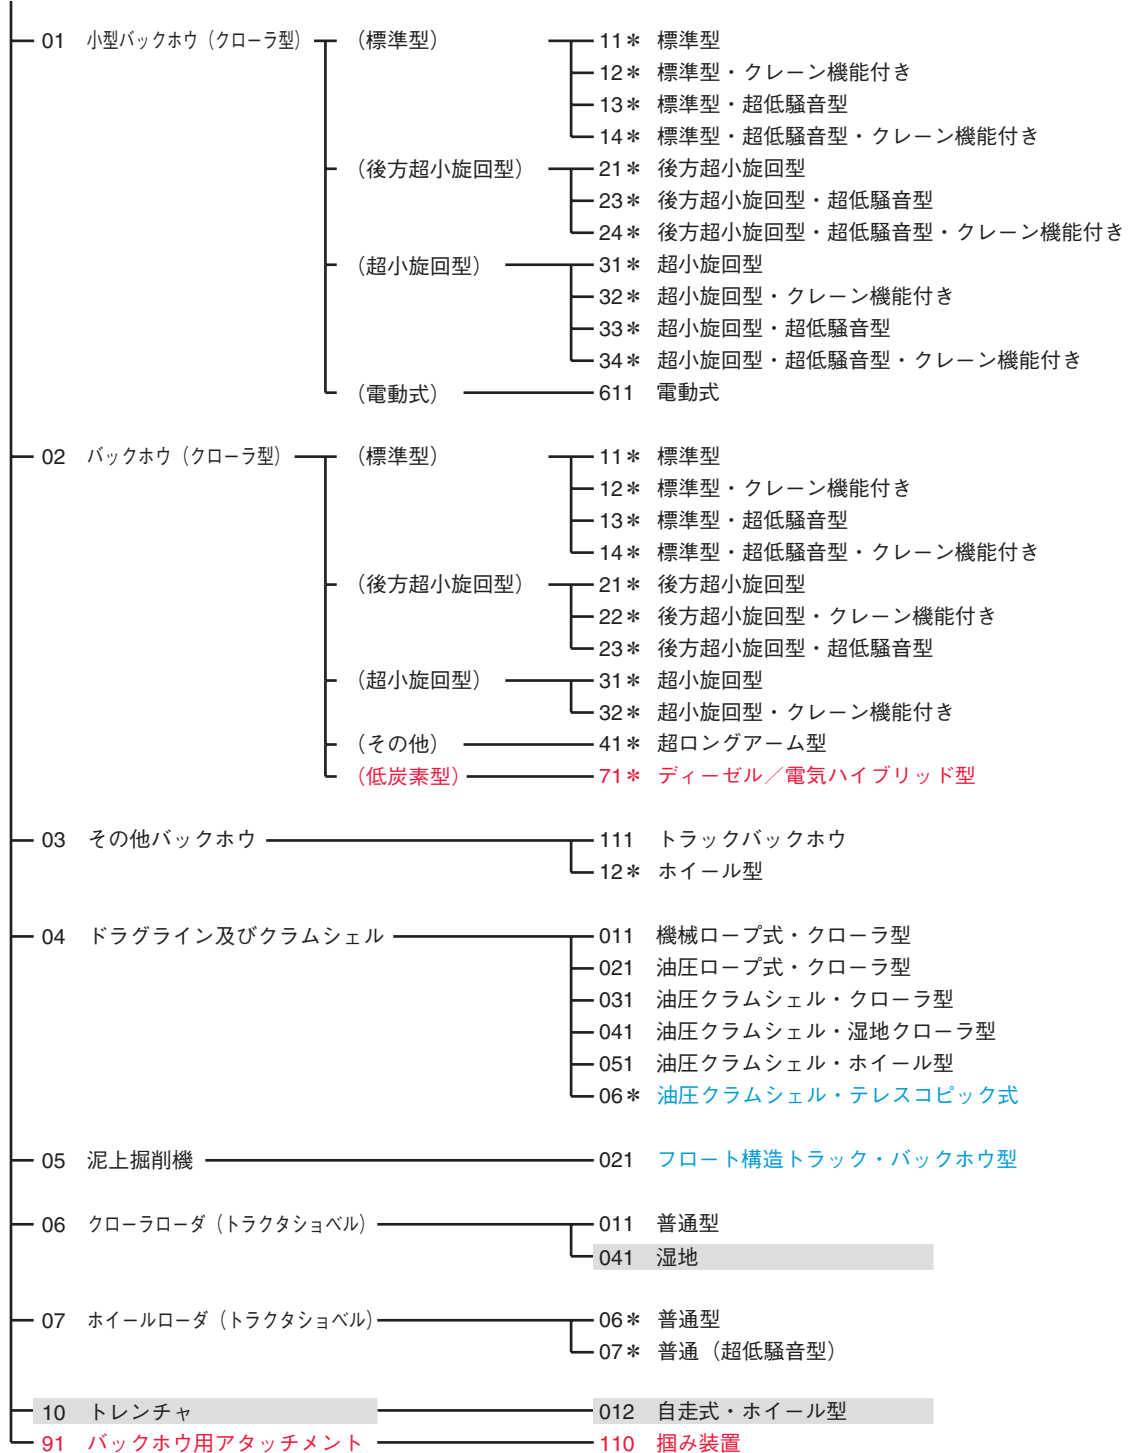 01 小型バックホウ（クローラ型） （標準型） 11＊ 標準型
12＊ 標準型・クレーン機能付き
13＊ 標準型・超低騒音型
14＊ 標準型・超低騒音型・クレーン機能付き
（後方超小旋回型） 21＊ 後方超小旋回型
23＊ 後方超小旋回型・超低騒音型
24＊ 後方超小旋回型・超低騒音型・クレーン機能付き
（超小旋回型） 31＊ 超小旋回型
32＊ 超小旋回型・クレーン機能付き
33＊ 超小旋回型・超低騒音型
34＊ 超小旋回型・超低騒音型・クレーン機能付き
（電動式） 611 電動式
02 バックホウ（クローラ型） （標準型） 11＊ 標準型
12＊ 標準型・クレーン機能付き
13＊ 標準型・超低騒音型
14＊ 標準型・超低騒音型・クレーン機能付き
（後方超小旋回型） 21＊ 後方超小旋回型
22＊ 後方超小旋回型・クレーン機能付き
23＊ 後方超小旋回型・超低騒音型
（超小旋回型） 31＊ 超小旋回型
32＊ 超小旋回型・クレーン機能付き
（その他） 41＊ 超ロングアーム型
（低炭素型） 71＊ ディーゼル／電気ハイブリッド型
03 その他バックホウ 111 トラックバックホウ
12＊ ホイール型
04 ドラグライン及びクラムシェル 011 機械ロープ式・クローラ型
021 油圧ロープ式・クローラ型
031 油圧クラムシェル・クローラ型
041 油圧クラムシェル・湿地クローラ型
051 油圧クラムシェル・ホイール型
06＊ 油圧クラムシェル・テレスコピック式
05 泥上掘削機 021 フロート構造トラック・バックホウ型
06 クローラローダ（トラクタショベル） 011 普通型
041 湿地
07 ホイールローダ（トラクタショベル） 06＊ 普通型
07＊ 普通（超低騒音型）
10 トレンチャ 012 自走式・ホイール型
91 バックホウ用アタッチメント 110 掴み装置